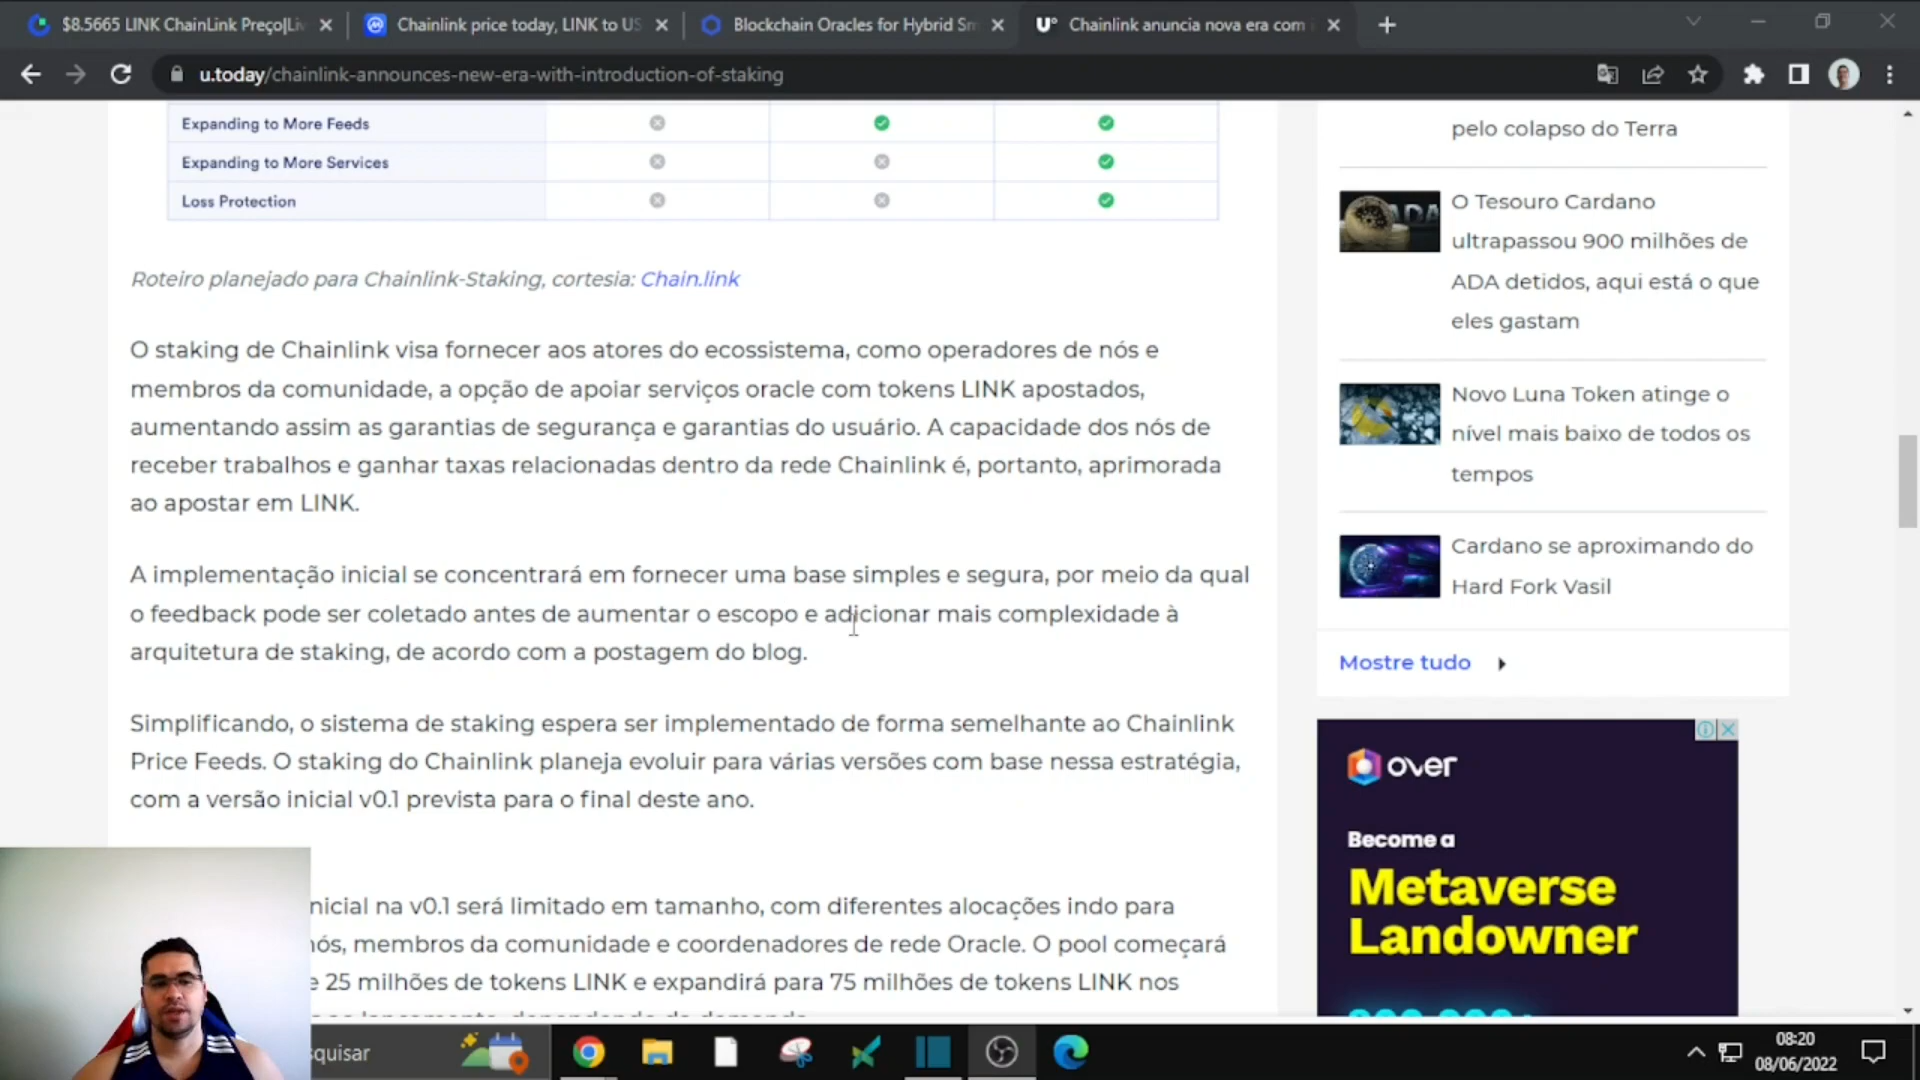 $8.5665 LINK ChainLink Preço|Liv
Chainlink price today, LINK to US
Blockchain Oracles for Hybrid Sm
U°
Chainlink anuncia nova era com
u.today/chainlink-announces-new-era-with-introduction-of-staking
Expanding to More Feeds
Expanding to More Services
Loss Protection
Roteiro planejado para Chainlink-Staking, cortesia: Chain.link
O staking de Chainlink visa fornecer aos atores do ecossistema, como operadores de nós e
membros da comunidade, a opção de apoiar serviços oracle com tokens LINK apostados,
aumentando assim as garantias de segurança e garantias do usuário. A capacidade dos nós de
receber trabalhos e ganhar taxas relacionadas dentro da rede Chainlink é, portanto, aprimorada
ao apostar em LINK.
A implementação inicial se concentrará em fornecer uma base simples e segura, por meio da qual
o feedback pode ser coletado antes de aumentar o escopo e adicionar mais complexidade à
arquitetura de staking, de acordo com a postagem do blog.
Simplificando, o sistema de staking espera ser implementado de forma semelhante ao Chainlink
Price Feeds. O staking do Chainlink planeja evoluir para várias versões com base nessa estratégia,
com a versão inicial v0.1 prevista para o final deste ano.
nicial na v0.1 será limitado em tamanho, com diferentes alocações indo para
nós, membros da comunidade e coordenadores de rede Oracle. O pool começará
e 25 milhões de tokens LINK e expandirá para 75 milhões de tokens LINK nos
pelo colapso do Terra
O Tesouro Cardano
ultrapassou 900 milhões de
ADA detidos, aqui está o que
eles gastam
Novo Luna Token atinge o
nível mais baixo de todos os
tempos
Cardano se aproximando do
Hard Fork Vasil
Mostre tudo
over
Become a
Metaverse
Landowner
squisar
08:20
08/06/2022